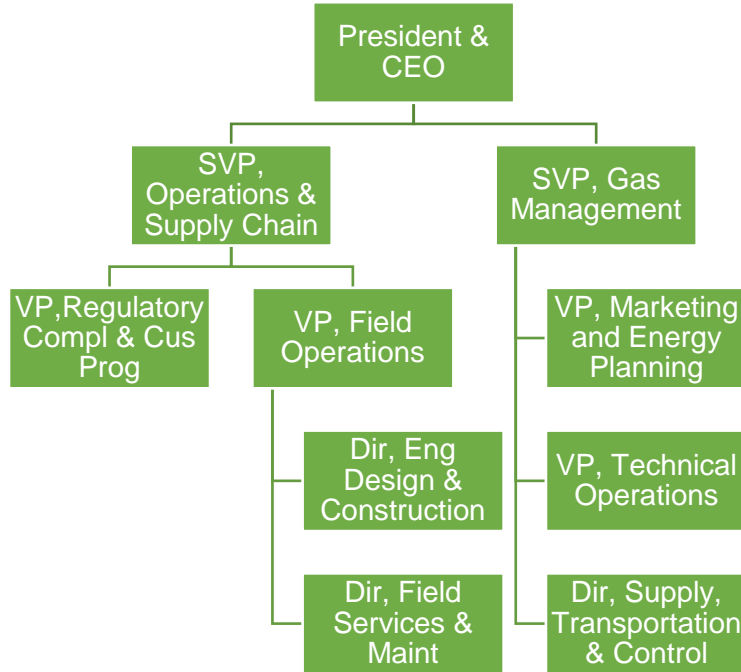 President &
CEO
SVP,
Operations &
Supply Chain
SVP, Gas
Management
VP,Regulatory
Compl & Cus
Prog
VP, Field
Operations
VP, Marketing
and Energy
Planning
Dir, Eng
Design &
Construction
VP, Technical
Operations
Dir, Field
Services &
Maint
Dir, Supply,
Transportation
& Control